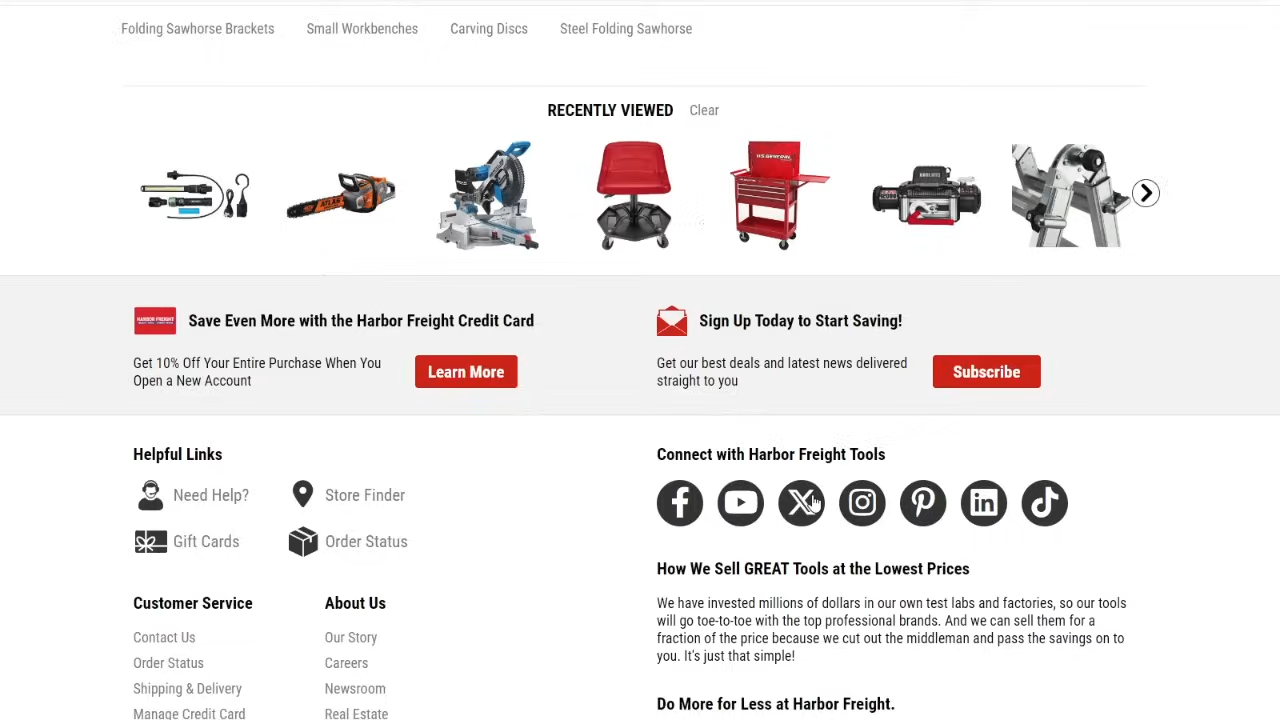 Folding Sawhorse Brackets
Small Workbenches
Carving Discs
Steel Folding Sawhorse
RECENTLY VIEWED
Clear
ATLAS
U.S. GENERAL
HARBOR FREIGHT
Save Even More with the Harbor Freight Credit Card
Get 10% Off Your Entire Purchase When You
Open a New Account
Learn More
Sign Up Today to Start Saving!
Get our best deals and latest news delivered
straight to you
Subscribe
Helpful Links
Need Help?
Store Finder
Gift Cards
Order Status
Connect with Harbor Freight Tools
How We Sell GREAT Tools at the Lowest Prices
We have invested millions of dollars in our own test labs and factories, so our tools
will go toe-to-toe with the top professional brands. And we can sell them for a
fraction of the price because we cut out the middleman and pass the savings on to
you. It's just that simple!
Do More for Less at Harbor Freight.
Customer Service
Contact Us
Order Status
Shipping & Delivery
Manage Credit Card
About Us
Our Story
Careers
Newsroom
Real Estate